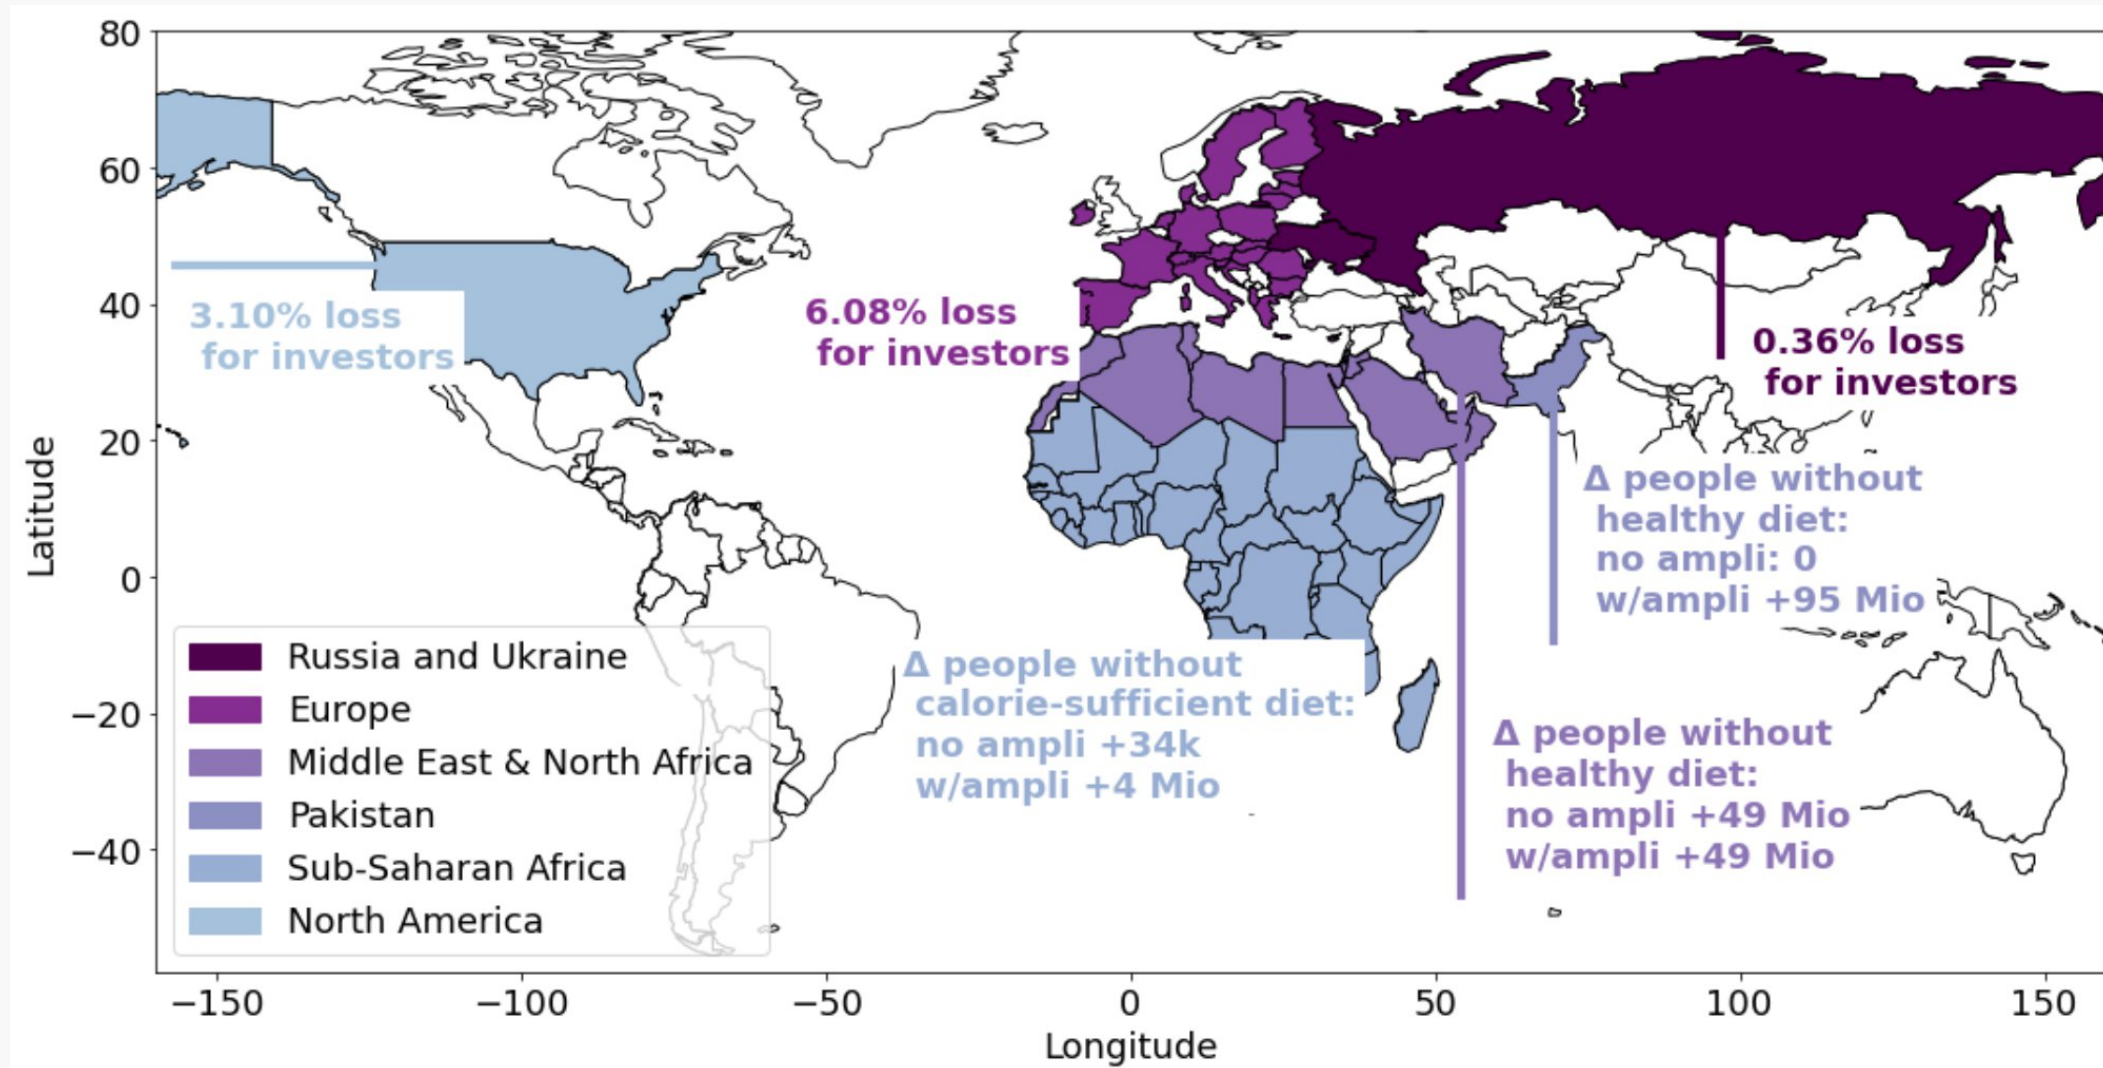 80
60
40
20
0
−20
−40
Latitude
3.10% loss
for investors
6.08% loss
for investors
0.36% loss
for investors
Δ people without
healthy diet:
no ampli: 0
w/ampli +95 Mio
Δ people without
calorie-sufficient diet:
no ampli +34k
w/ampli +4 Mio
Δ people without
healthy diet:
no ampli +49 Mio
w/ampli +49 Mio
Russia and Ukraine
Europe
Middle East & North Africa
Pakistan
Sub-Saharan Africa
North America
−150 −100 −50 0 50 100 150
Longitude